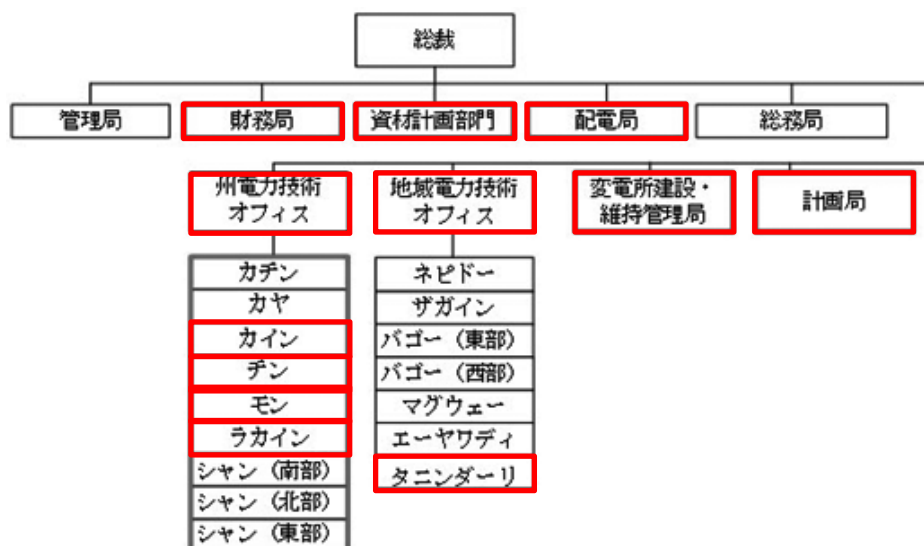 総裁
管理局
財務局
資材計画部門
配電局
総務局
州電力技術
オフィス
地域電力技術
オフィス
変電所建設・
維持管理局
計画局
カチン
カヤ
カイン
チン
モン
ラカイン
シャン（南部）
シャン（北部）
シャン（東部）
ネピドー
ザガイン
バゴー（東部）
バゴー（西部）
マグウェー
エーヤワディ
タニンダーリ